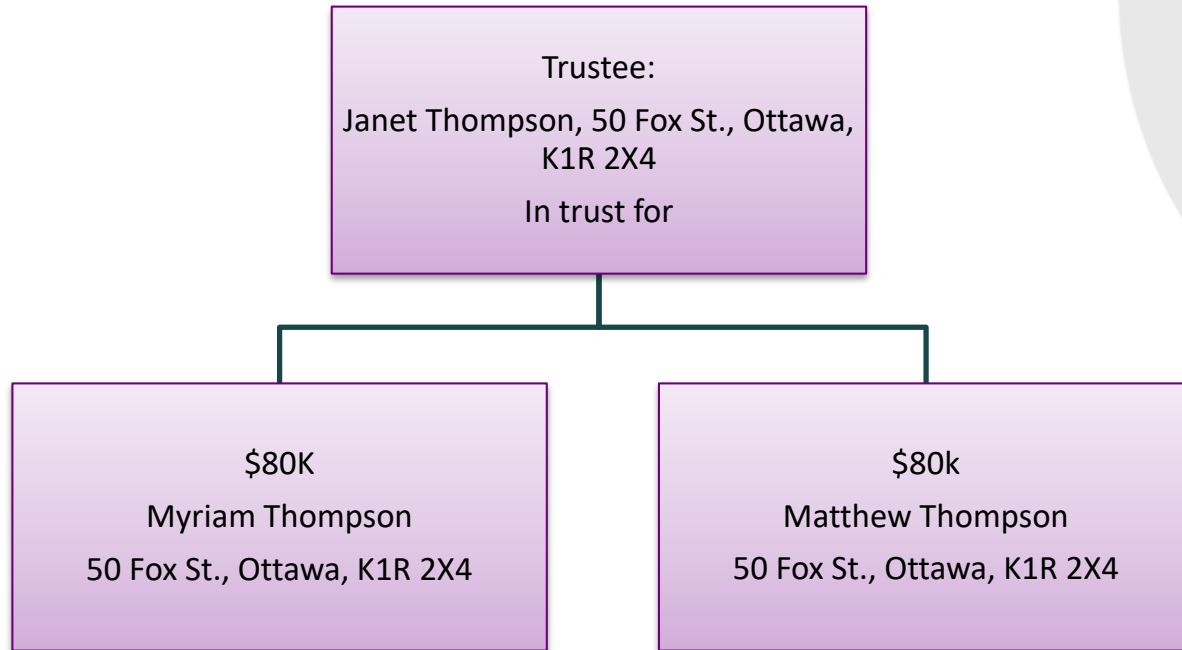 Trustee:
Janet Thompson, 50 Fox St., Ottawa,
K1R 2X4
In trust for
$80K
Myriam Thompson
50 Fox St., Ottawa, K1R 2X4
$80k
Matthew Thompson
50 Fox St., Ottawa, K1R 2X4